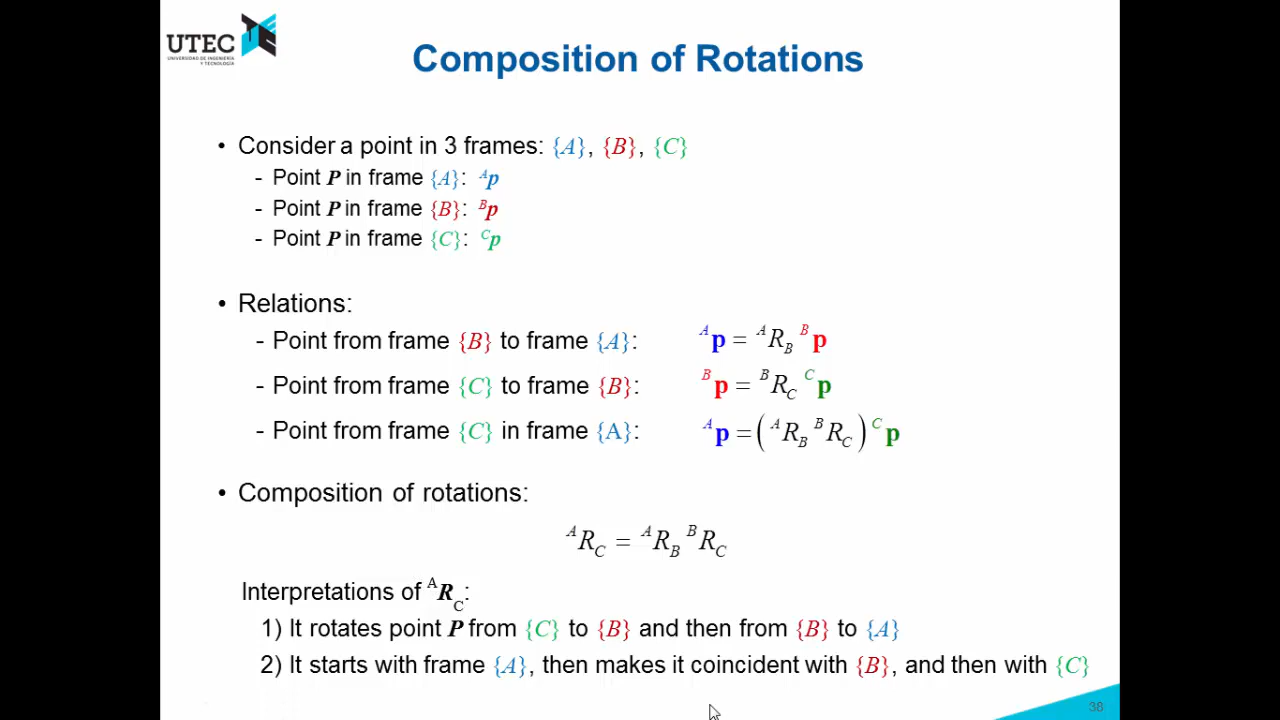 UTEC
UNIVERSIDAD DE INGENIERÍA
Y TECNOLOGÍA
Composition of Rotations
• Consider a point in 3 frames: {A}, {B}, {C}
- Point P in frame {A}: ᴬp
- Point P in frame {B}: ᴮp
- Point P in frame {C}: ᶜp
• Relations:
- Point from frame {B} to frame {A}: ᴬp = ᴬR_B ᴮp
- Point from frame {C} to frame {B}: ᴮp = ᴮR_C ᶜp
- Point from frame {C} in frame {A}: ᴬp = (ᴬR_B ᴮR_C) ᶜp
• Composition of rotations:
ᴬR_C = ᴬR_B ᴮR_C
Interpretations of ᴬR_C:
1) It rotates point P from {C} to {B} and then from {B} to {A}
2) It starts with frame {A}, then makes it coincident with {B}, and then with {C}
38